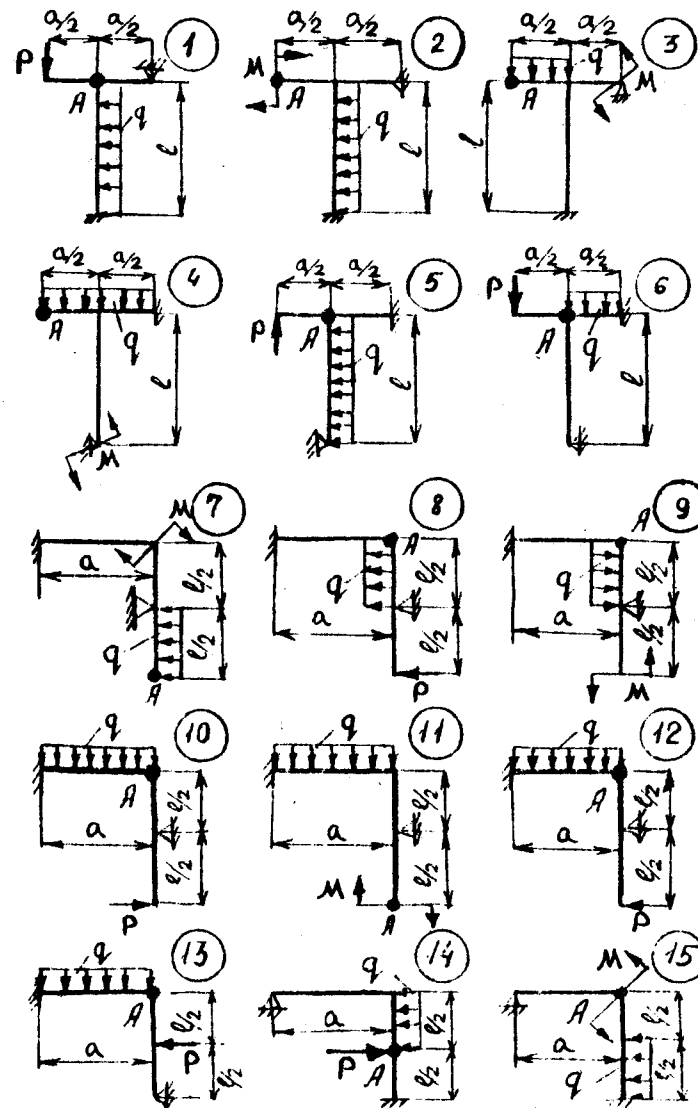 a/2 a/2 1 P A q l
a/2 a/2 2 M A q l
a/2 a/2 3 q M A l
a/2 a/2 4 A q l M
a/2 a/2 5 P A q l
a/2 a/2 6 P A q l
7 M a l/2 q l/2 A
8 A q l/2 a l/2 P
9 A q l/2 a l/2 M
q 10 A l/2 a l/2 P
q 11 l/2 a l/2 M A
q 12 A l/2 a l/2 P
q 13 A l/2 a P l/2
14 q a l/2 P A l/2
15 M A l/2 a q l/2